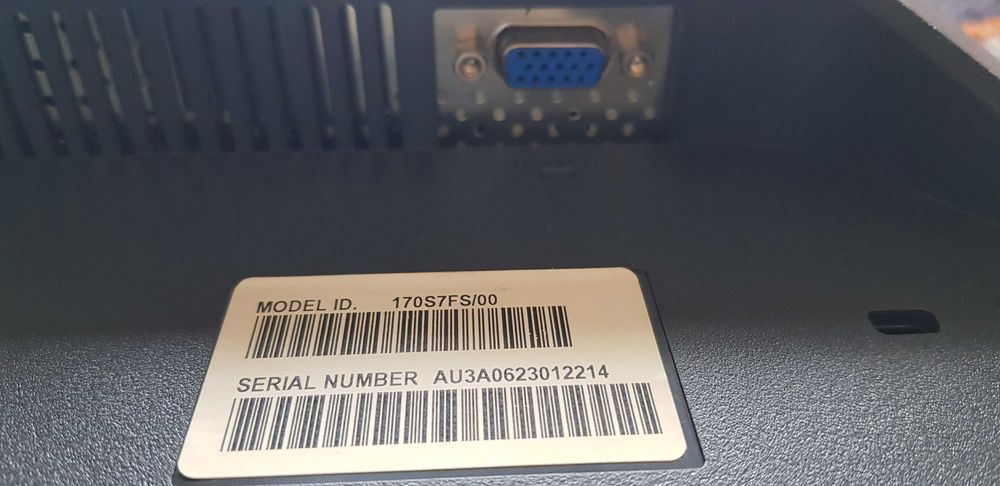 MODEL ID. 170S7FS/00
SERIAL NUMBER AU3A0623012214